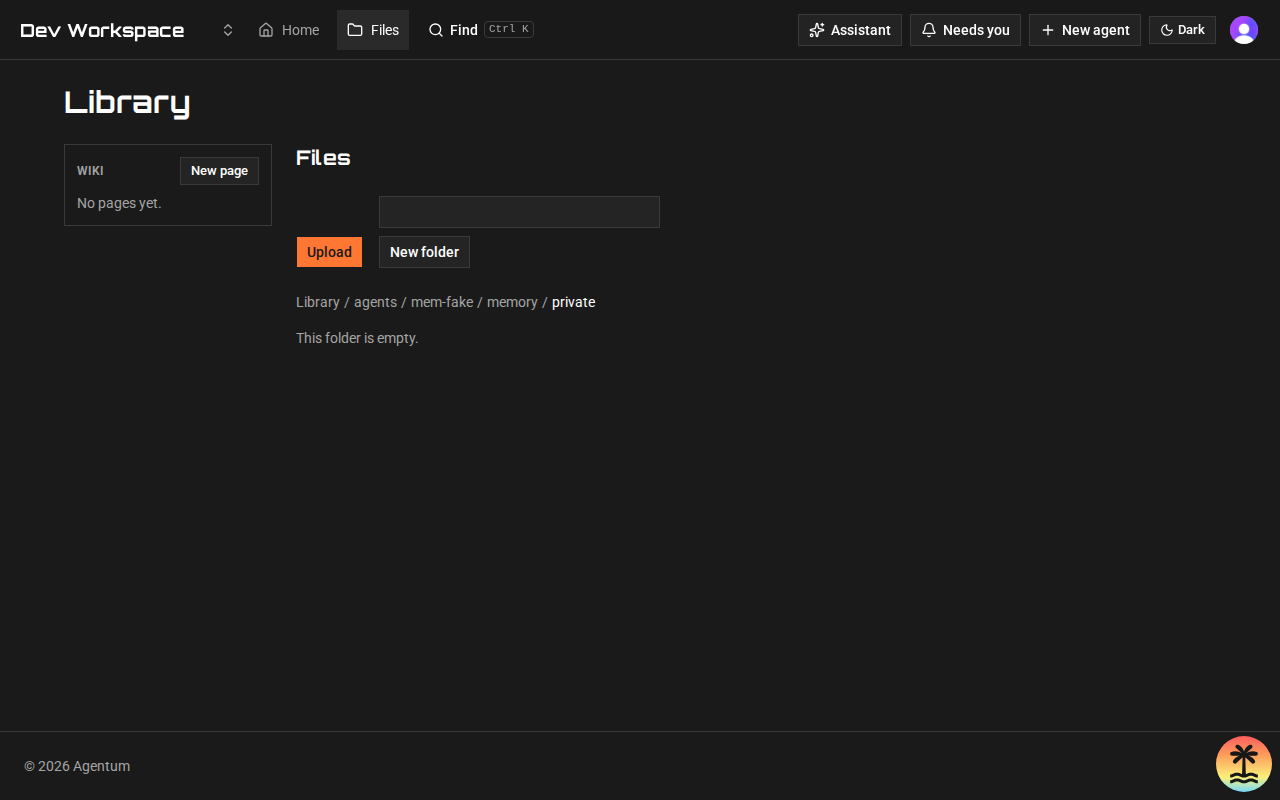 Dev Workspace
Home
Files
Find Ctrl K
Assistant
Needs you
New agent
Dark
Library
WIKI
New page
No pages yet.
Files
Upload
New folder
Library / agents / mem-fake / memory / private
This folder is empty.
© 2026 Agentum